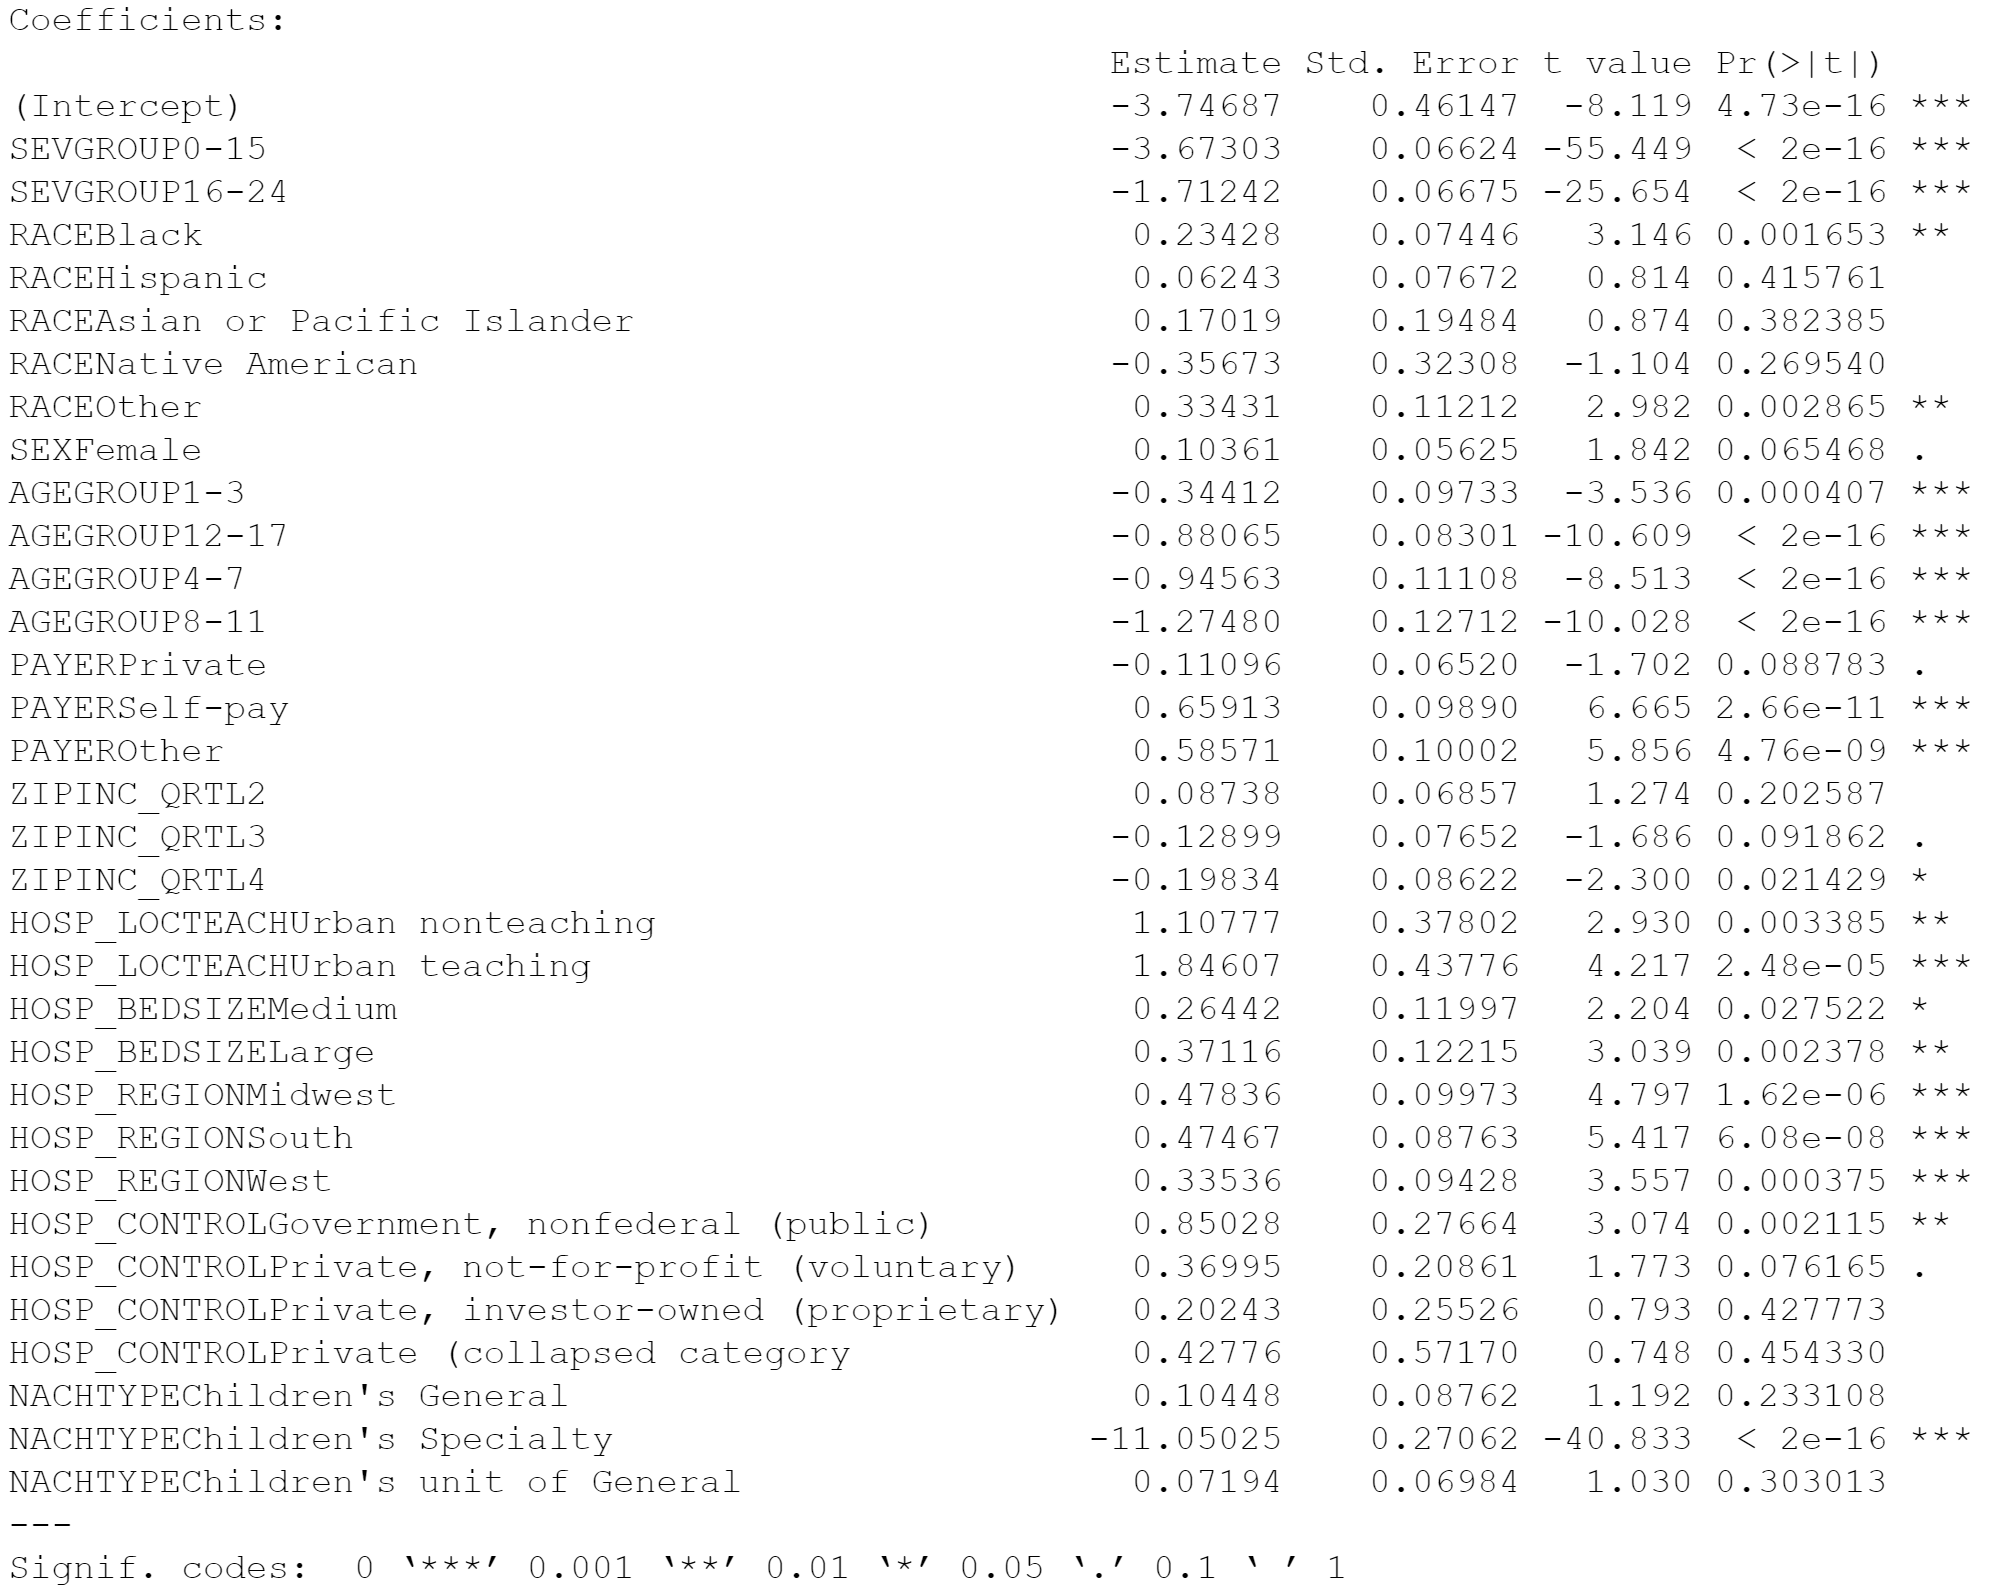 Coefficients:
Estimate Std. Error t value Pr(>|t|)
(Intercept) -3.74687 0.46147 -8.119 4.73e-16 ***
SEVGROUP0-15 -3.67303 0.06624 -55.449 < 2e-16 ***
SEVGROUP16-24 -1.71242 0.06675 -25.654 < 2e-16 ***
RACEBlack 0.23428 0.07446 3.146 0.001653 **
RACEHispanic 0.06243 0.07672 0.814 0.415761
RACEAsian or Pacific Islander 0.17019 0.19484 0.874 0.382385
RACENative American -0.35673 0.32308 -1.104 0.269540
RACEOther 0.33431 0.11212 2.982 0.002865 **
SEXFemale 0.10361 0.05625 1.842 0.065468 .
AGEGROUP1-3 -0.34412 0.09733 -3.536 0.000407 ***
AGEGROUP12-17 -0.88065 0.08301 -10.609 < 2e-16 ***
AGEGROUP4-7 -0.94563 0.11108 -8.513 < 2e-16 ***
AGEGROUP8-11 -1.27480 0.12712 -10.028 < 2e-16 ***
PAYERPrivate -0.11096 0.06520 -1.702 0.088783 .
PAYERSelf-pay 0.65913 0.09890 6.665 2.66e-11 ***
PAYEROther 0.58571 0.10002 5.856 4.76e-09 ***
ZIPINC_QRTL2 0.08738 0.06857 1.274 0.202587
ZIPINC_QRTL3 -0.12899 0.07652 -1.686 0.091862 .
ZIPINC_QRTL4 -0.19834 0.08622 -2.300 0.021429 *
HOSP_LOCTEACHUrban nonteaching 1.10777 0.37802 2.930 0.003385 **
HOSP_LOCTEACHUrban teaching 1.84607 0.43776 4.217 2.48e-05 ***
HOSP_BEDSIZEMedium 0.26442 0.11997 2.204 0.027522 *
HOSP_BEDSIZELarge 0.37116 0.12215 3.039 0.002378 **
HOSP_REGIONMidwest 0.47836 0.09973 4.797 1.62e-06 ***
HOSP_REGIONSouth 0.47467 0.08763 5.417 6.08e-08 ***
HOSP_REGIONWest 0.33536 0.09428 3.557 0.000375 ***
HOSP_CONTROLGovernment, nonfederal (public) 0.85028 0.27664 3.074 0.002115 **
HOSP_CONTROLPrivate, not-for-profit (voluntary) 0.36995 0.20861 1.773 0.076165 .
HOSP_CONTROLPrivate, investor-owned (proprietary) 0.20243 0.25526 0.793 0.427773
HOSP_CONTROLPrivate (collapsed category 0.42776 0.57170 0.748 0.454330
NACHTYPEChildren's General 0.10448 0.08762 1.192 0.233108
NACHTYPEChildren's Specialty -11.05025 0.27062 -40.833 < 2e-16 ***
NACHTYPEChildren's unit of General 0.07194 0.06984 1.030 0.303013
---
Signif. codes: 0 ‘***’ 0.001 ‘**’ 0.01 ‘*’ 0.05 ‘.’ 0.1 ‘ ’ 1